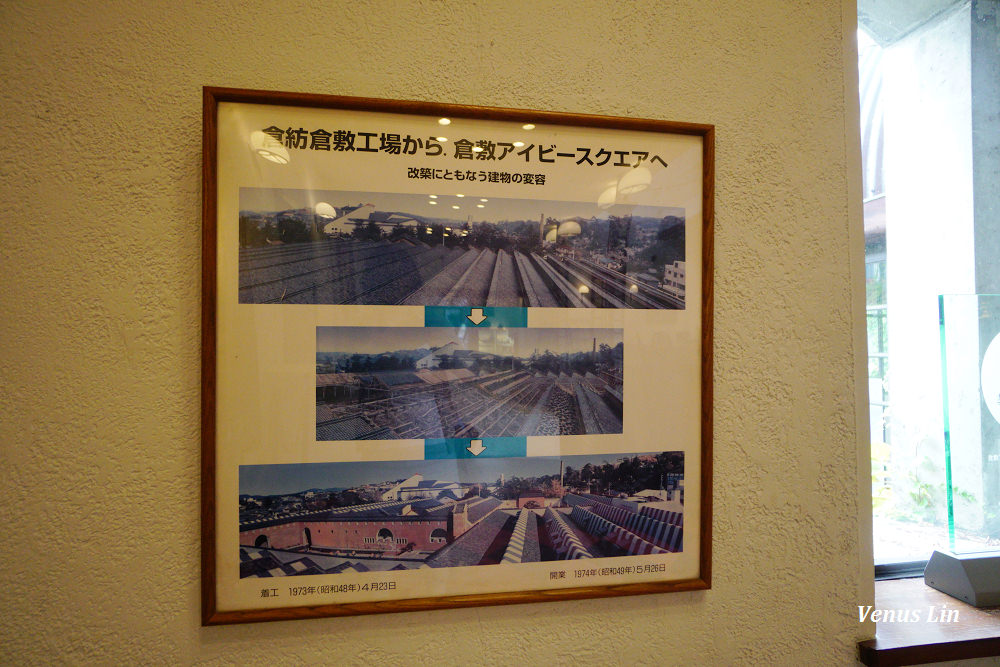 倉紡倉敷工場から、倉敷アイビースクエアへ
改築にともなう建物の変容
着工 1973年(昭和48年)4月23日
開業 1974年(昭和49年)5月26日
Venus Lin